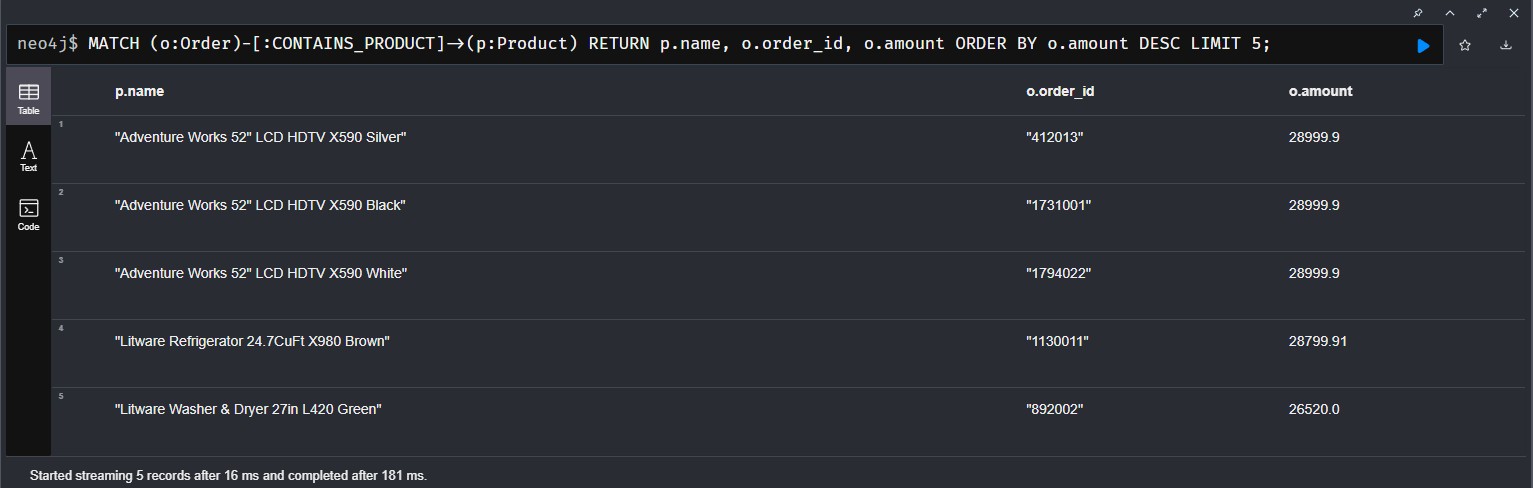 neo4j$ MATCH (o:Order)-[:CONTAINS_PRODUCT]→(p:Product) RETURN p.name, o.order_id, o.amount ORDER BY o.amount DESC LIMIT 5;
Table
Text
Code
p.name o.order_id o.amount
1
"Adventure Works 52" LCD HDTV X590 Silver" "412013" 28999.9
2
"Adventure Works 52" LCD HDTV X590 Black" "1731001" 28999.9
3
"Adventure Works 52" LCD HDTV X590 White" "1794022" 28999.9
4
"Litware Refrigerator 24.7CuFt X980 Brown" "1130011" 28799.91
5
"Litware Washer & Dryer 27in L420 Green" "892002" 26520.0
Started streaming 5 records after 16 ms and completed after 181 ms.